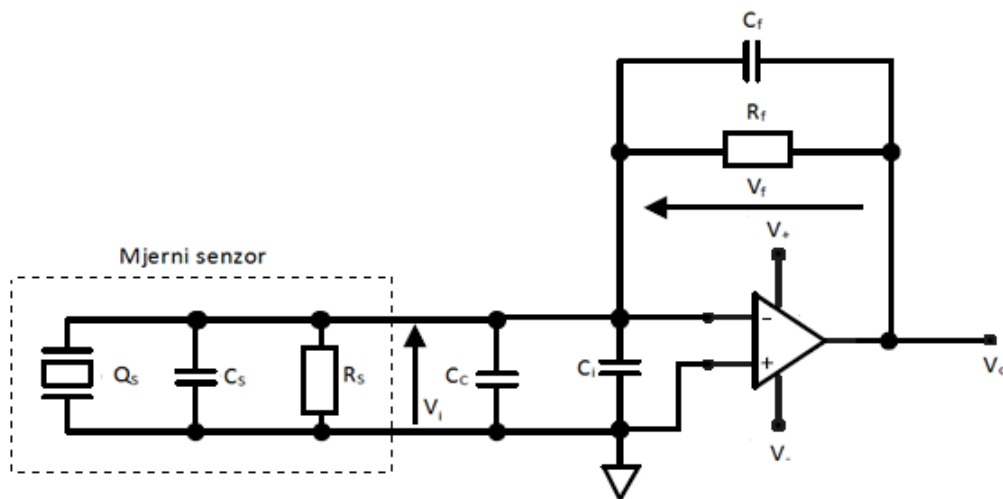 Cf
Rf
Vf
V+
Mjerni senzor
Qs
Cs
Rs
Vi
Cc
Ci
-
+
V-